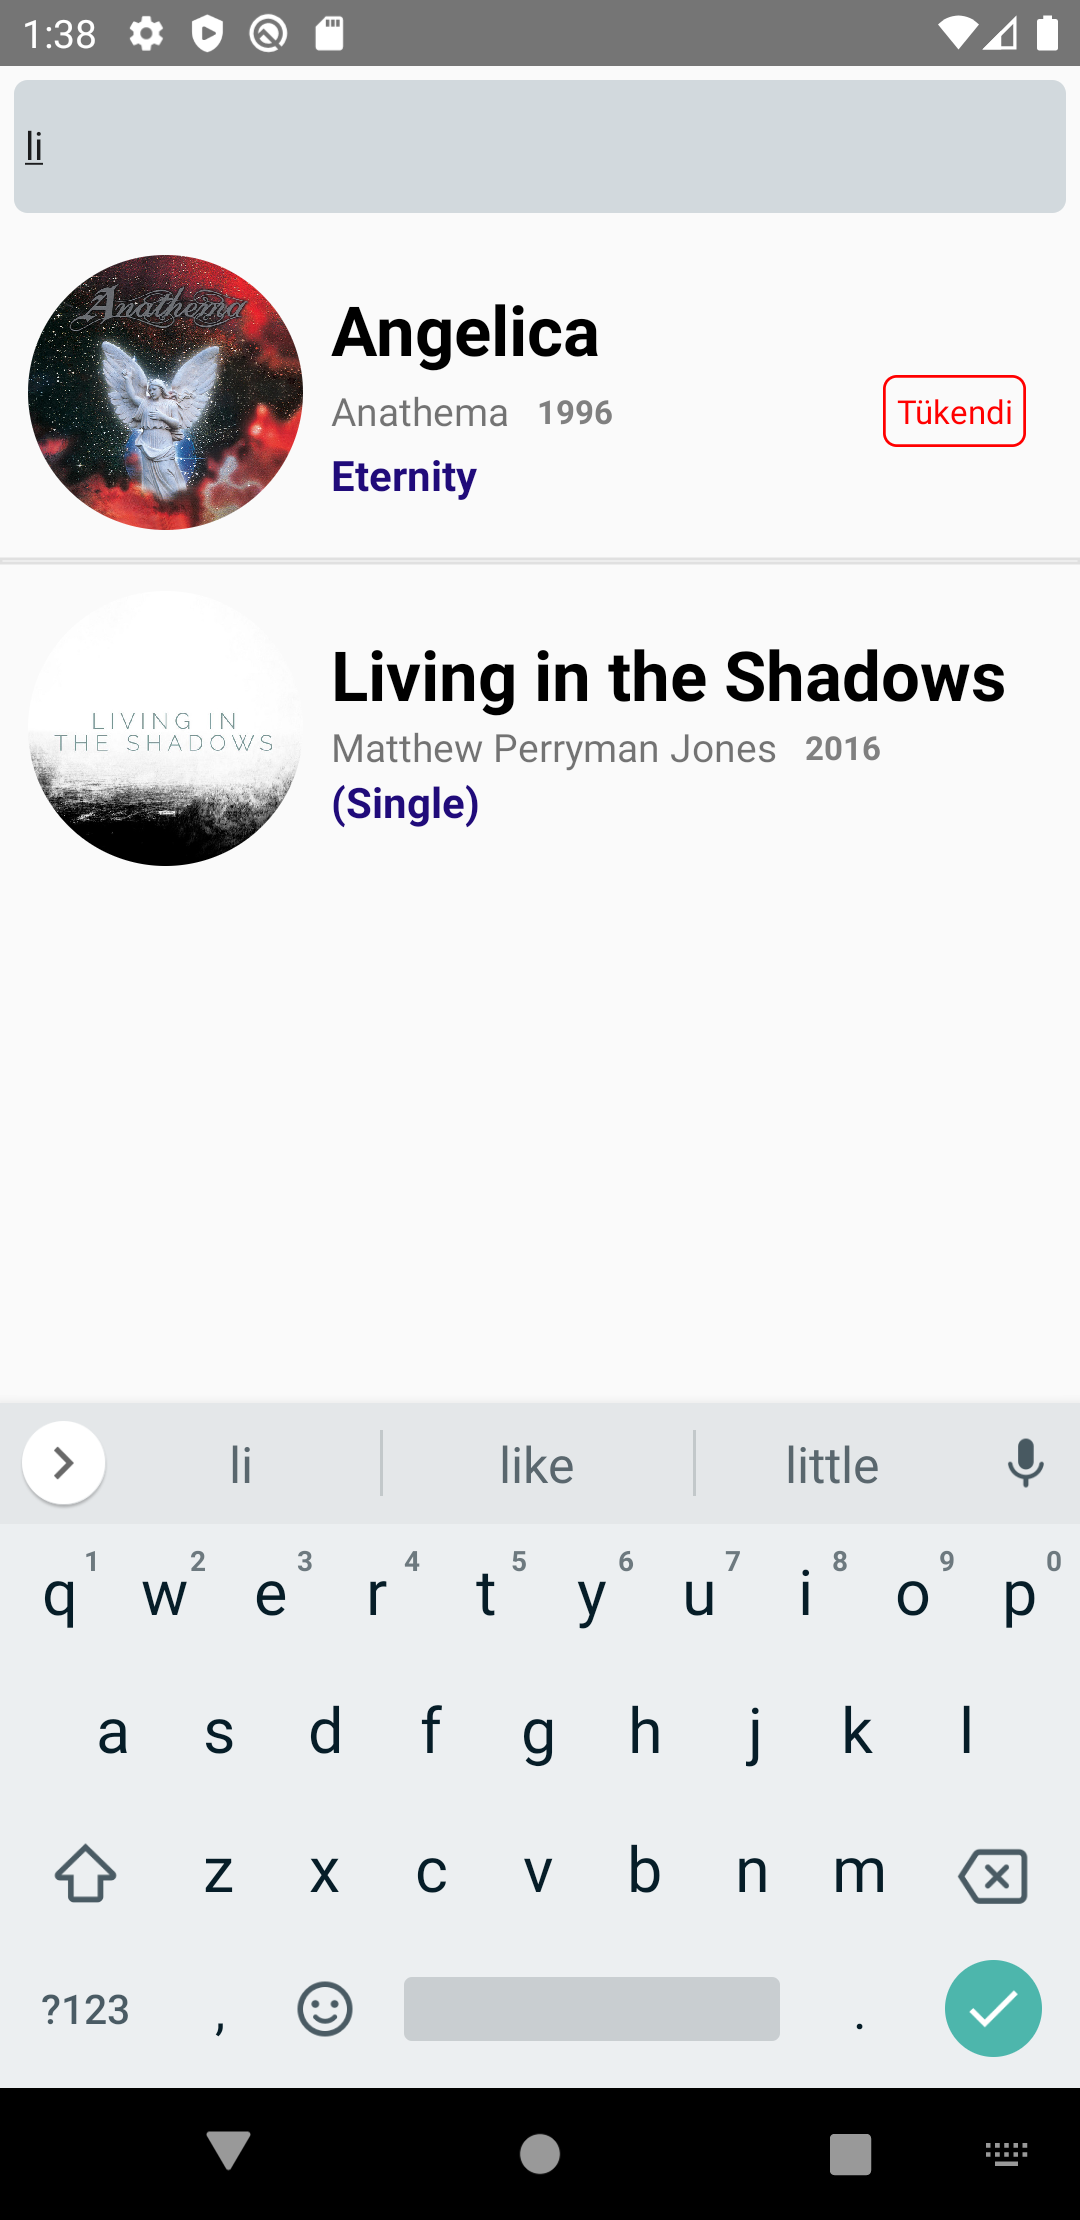 1:38
li
Anathema
Angelica
Anathema 1996
Tükendi
Eternity
LIVING IN
THE SHADOWS
Living in the Shadows
Matthew Perryman Jones 2016
(Single)
li like little
1 2 3 4 5 6 7 8 9 0
q w e r t y u i o p
a s d f g h j k l
z x c v b n m
?123 , .